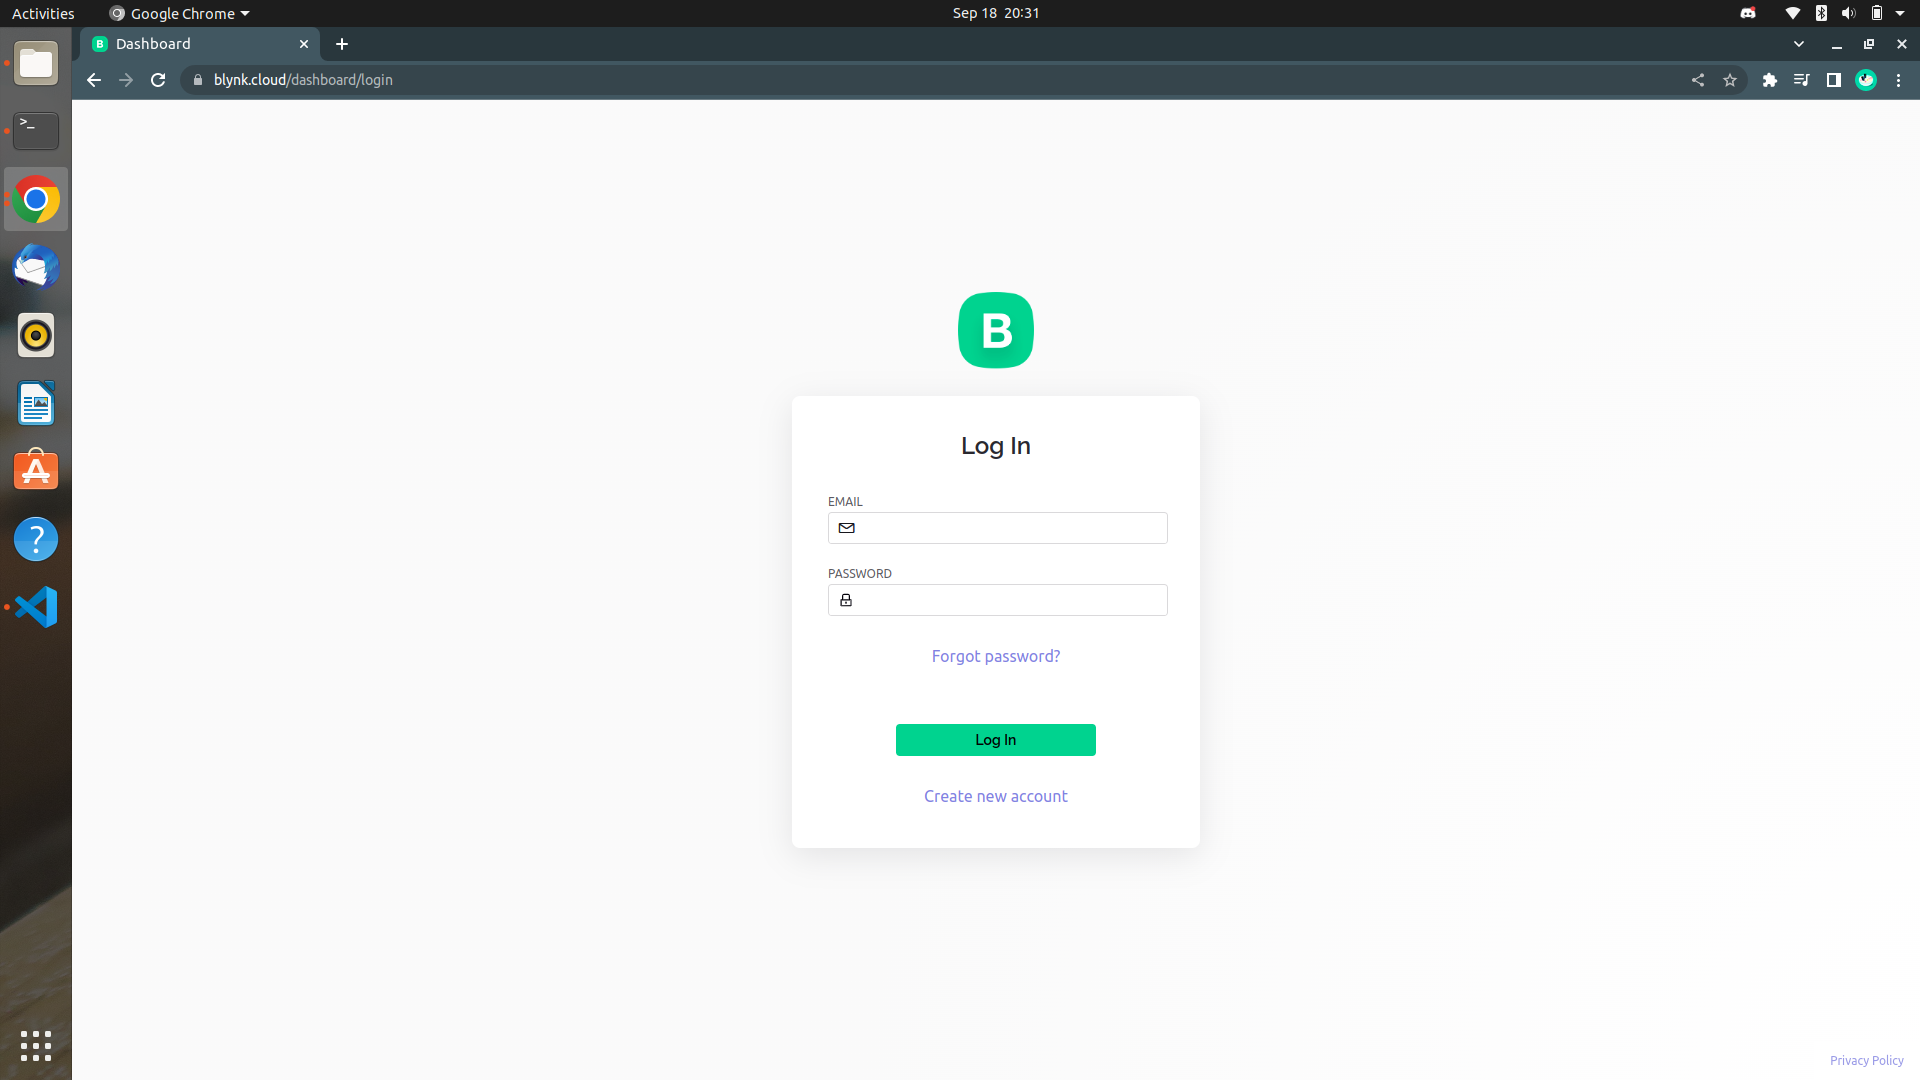 Activities Google Chrome Sep 18 20:31
Dashboard
blynk.cloud/dashboard/login
>_
B
Log In
EMAIL
PASSWORD
Forgot password?
Log In
Create new account
Privacy Policy